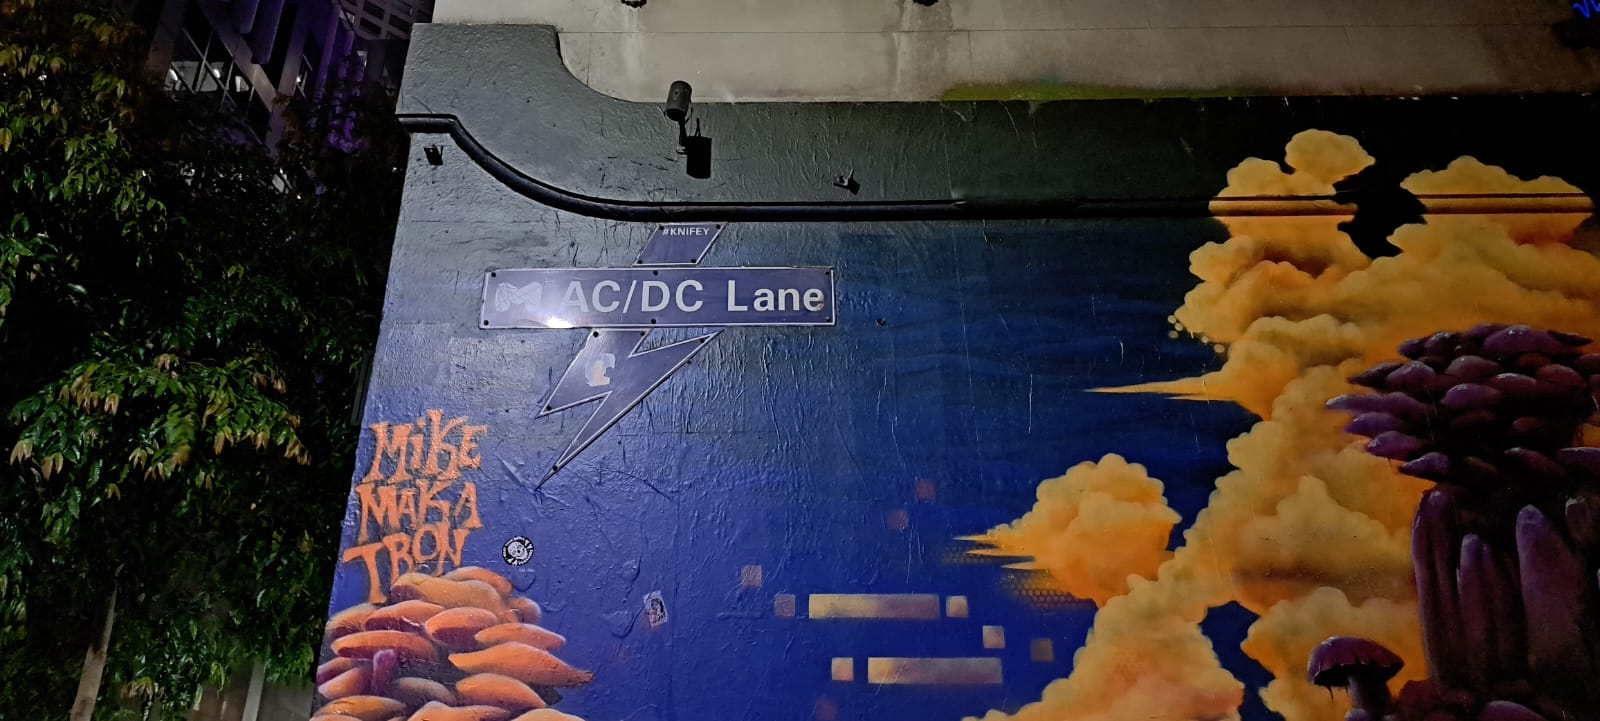 #KNIFEY
AC/DC Lane
MIKE
MAKA
TRON